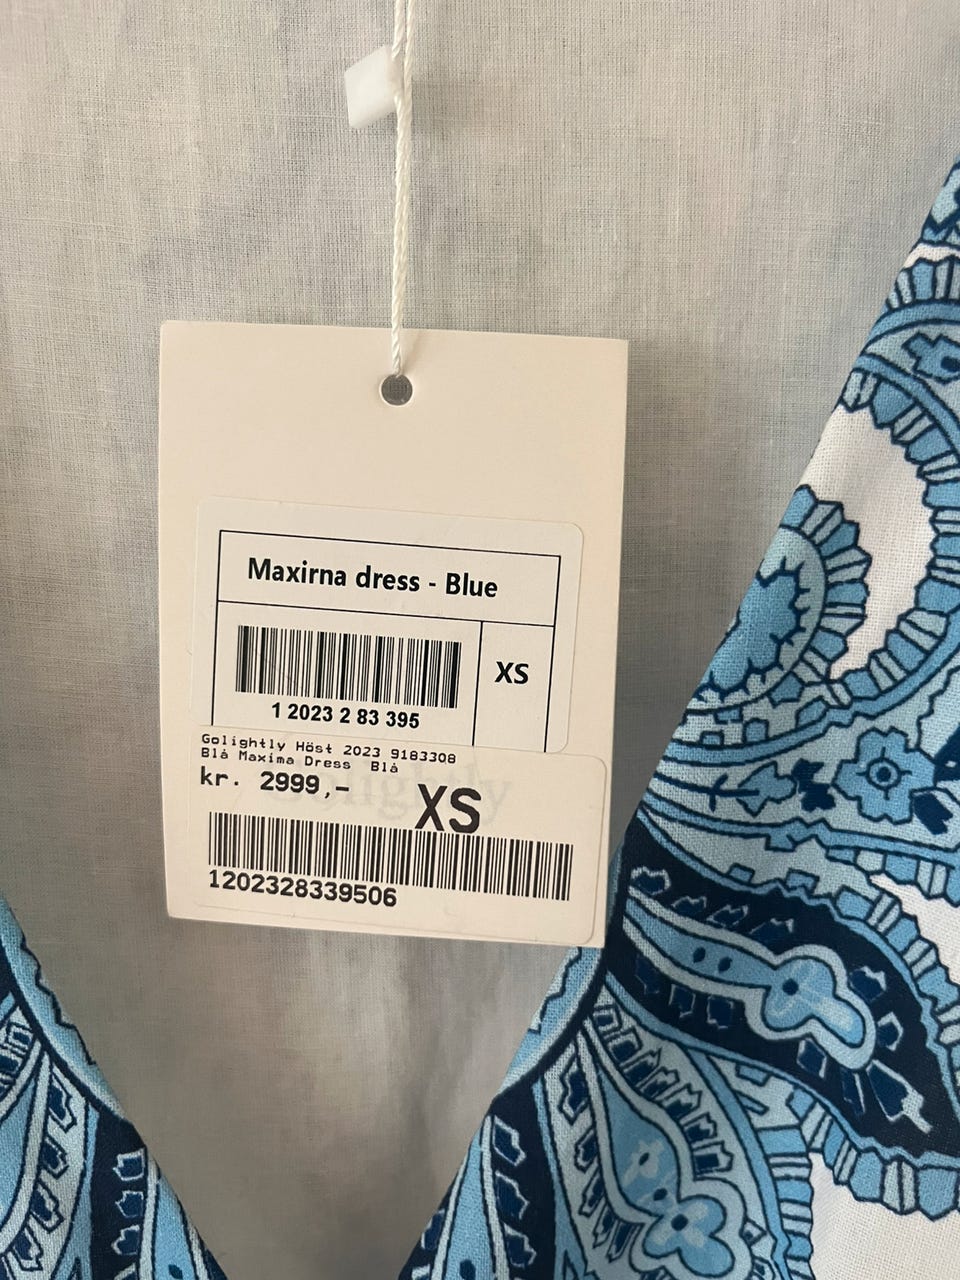 Maxirna dress - Blue
XS
1 2023 2 83 395
Golightly Höst 2023 9183308
Blå Maxima Dress Blå
kr. 2999,-
XS
1202328339506
Golightly